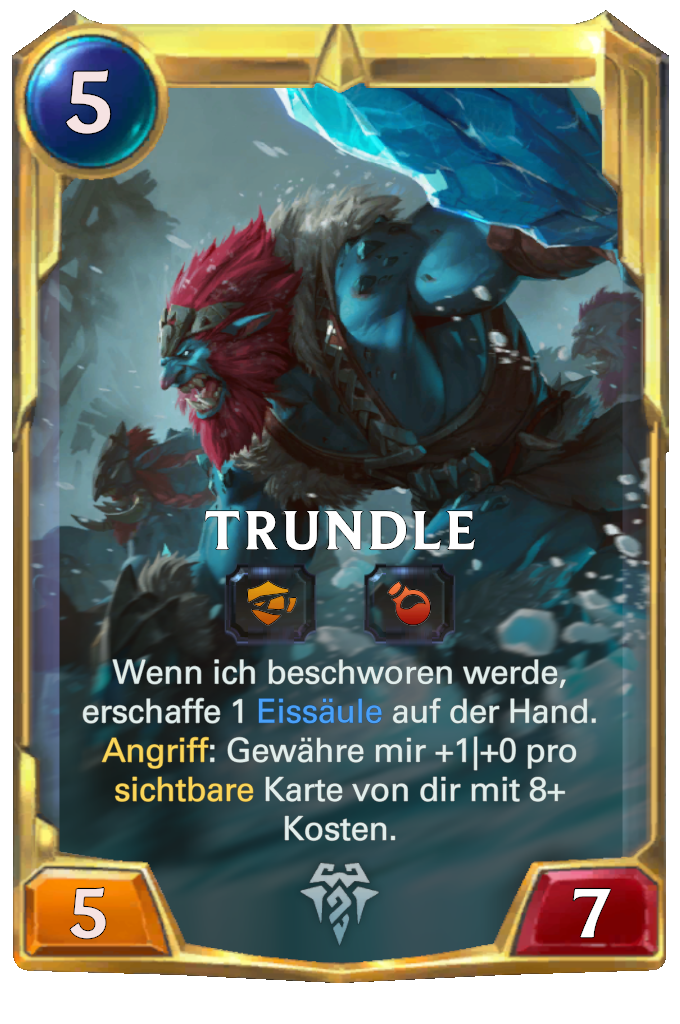 5
TRUNDLE
Wenn ich beschworen werde,
erschaffe 1 Eissäule auf der Hand.
Angriff: Gewähre mir +1|+0 pro
sichtbare Karte von dir mit 8+
Kosten.
5
7